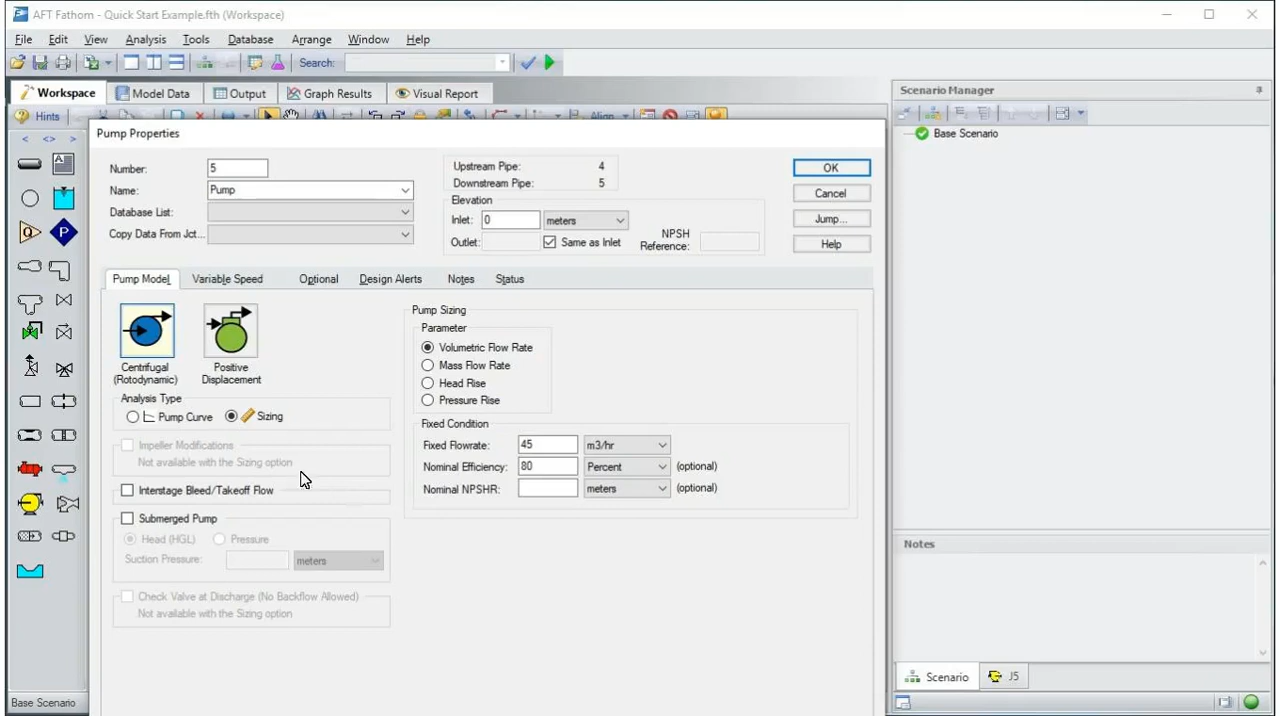 AFT Fathom - Quick Start Example.fth (Workspace)
File Edit View Analysis Tools Database Arrange Window Help
Search:
Workspace Model Data Output Graph Results Visual Report
Hints Align
Scenario Manager
Base Scenario
Pump Properties
Number: 5
Name: Pump
Database List:
Copy Data From Jct...
Upstream Pipe: 4
Downstream Pipe: 5
Elevation
Inlet: 0 meters
Outlet: Same as Inlet
NPSH
Reference:
OK
Cancel
Jump...
Help
Pump Model Variable Speed Optional Design Alerts Notes Status
Centrifugal
(Rotodynamic)
Positive
Displacement
Analysis Type
Pump Curve Sizing
Impeller Modifications
Not available with the Sizing option
Interstage Bleed/Takeoff Flow
Submerged Pump
Head (HGL) Pressure
Suction Pressure: meters
Check Valve at Discharge (No Backflow Allowed)
Not available with the Sizing option
Pump Sizing
Parameter
Volumetric Flow Rate
Mass Flow Rate
Head Rise
Pressure Rise
Fixed Condition
Fixed Flowrate: 45 m3/hr
Nominal Efficiency: 80 Percent (optional)
Nominal NPSHR: meters (optional)
Notes
Scenario J5
Base Scenario